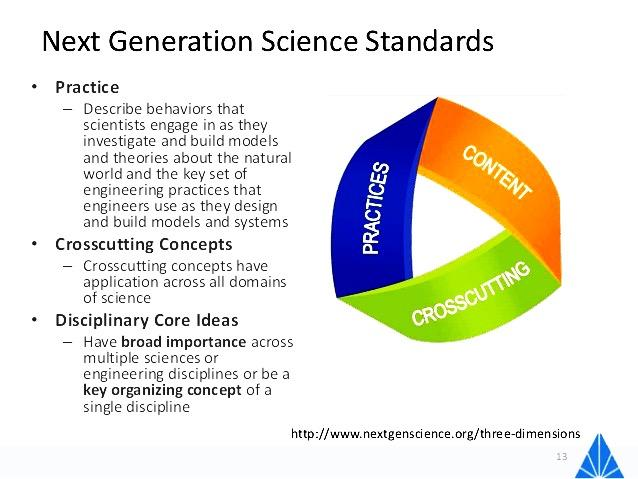 Next Generation Science Standards
• Practice
– Describe behaviors that
scientists engage in as they
investigate and build models
and theories about the natural
world and the key set of
engineering practices that
engineers use as they design
and build models and systems
• Crosscutting Concepts
– Crosscutting concepts have
application across all domains
of science
• Disciplinary Core Ideas
– Have broad importance across
multiple sciences or
engineering disciplines or be a
key organizing concept of a
single discipline
PRACTICES
CONTENT
CROSSCUTTING
http://www.nextgenscience.org/three-dimensions
13